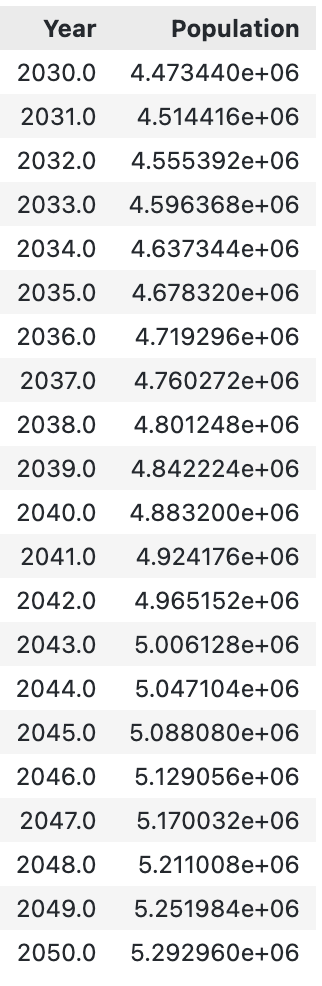 Year Population
2030.0 4.473440e+06
2031.0 4.514416e+06
2032.0 4.555392e+06
2033.0 4.596368e+06
2034.0 4.637344e+06
2035.0 4.678320e+06
2036.0 4.719296e+06
2037.0 4.760272e+06
2038.0 4.801248e+06
2039.0 4.842224e+06
2040.0 4.883200e+06
2041.0 4.924176e+06
2042.0 4.965152e+06
2043.0 5.006128e+06
2044.0 5.047104e+06
2045.0 5.088080e+06
2046.0 5.129056e+06
2047.0 5.170032e+06
2048.0 5.211008e+06
2049.0 5.251984e+06
2050.0 5.292960e+06